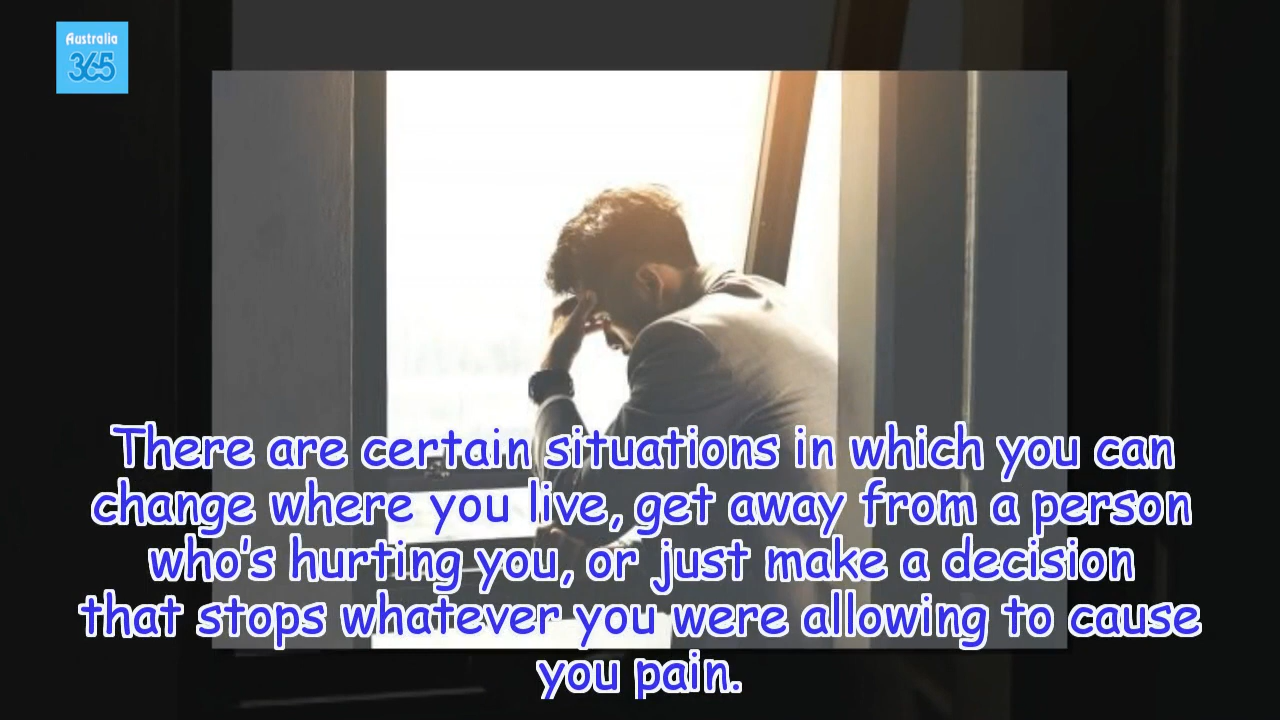 Australia
365
There are certain situations in which you can
change where you live, get away from a person
who's hurting you, or just make a decision
that stops whatever you were allowing to cause
you pain.